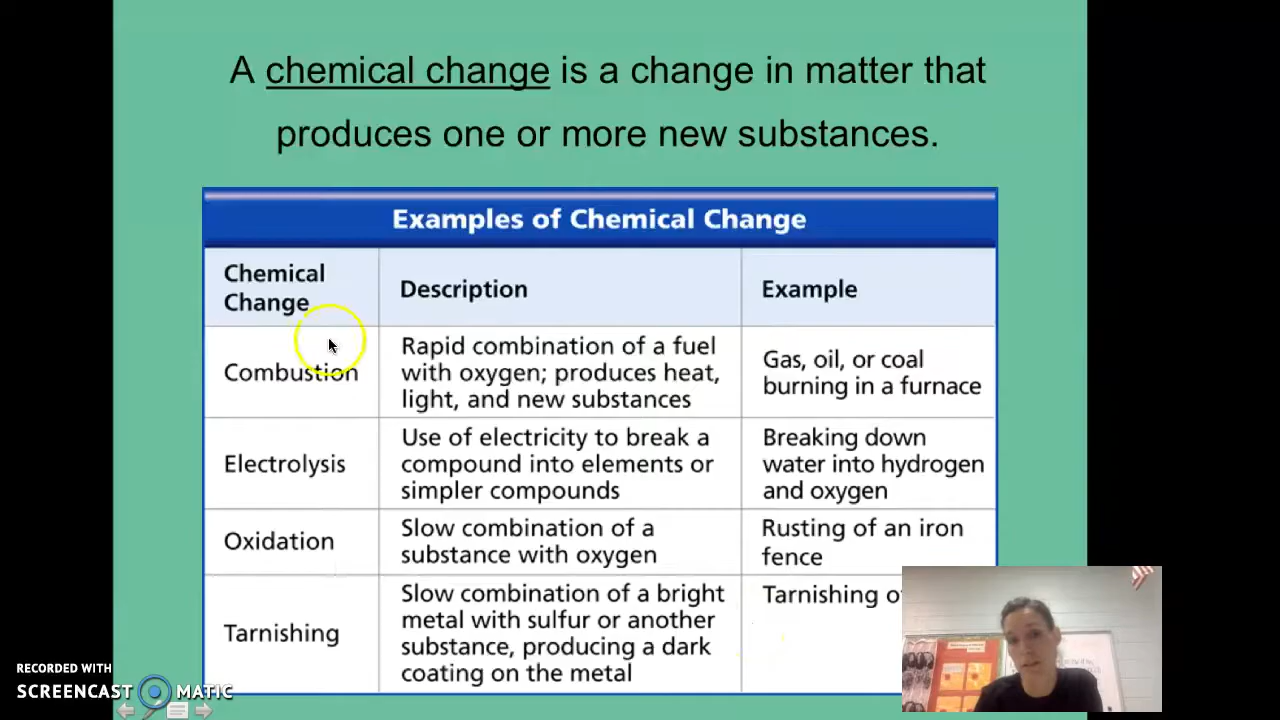 A chemical change is a change in matter that
produces one or more new substances.
Examples of Chemical Change
Chemical
Change
Description
Example
Combustion
Rapid combination of a fuel
with oxygen; produces heat,
light, and new substances
Gas, oil, or coal
burning in a furnace
Electrolysis
Use of electricity to break a
compound into elements or
simpler compounds
Breaking down
water into hydrogen
and oxygen
Oxidation
Slow combination of a
substance with oxygen
Rusting of an iron
fence
Tarnishing
Slow combination of a bright
metal with sulfur or another
substance, producing a dark
coating on the metal
Tarnishing
RECORDED WITH
SCREENCAST MATIC